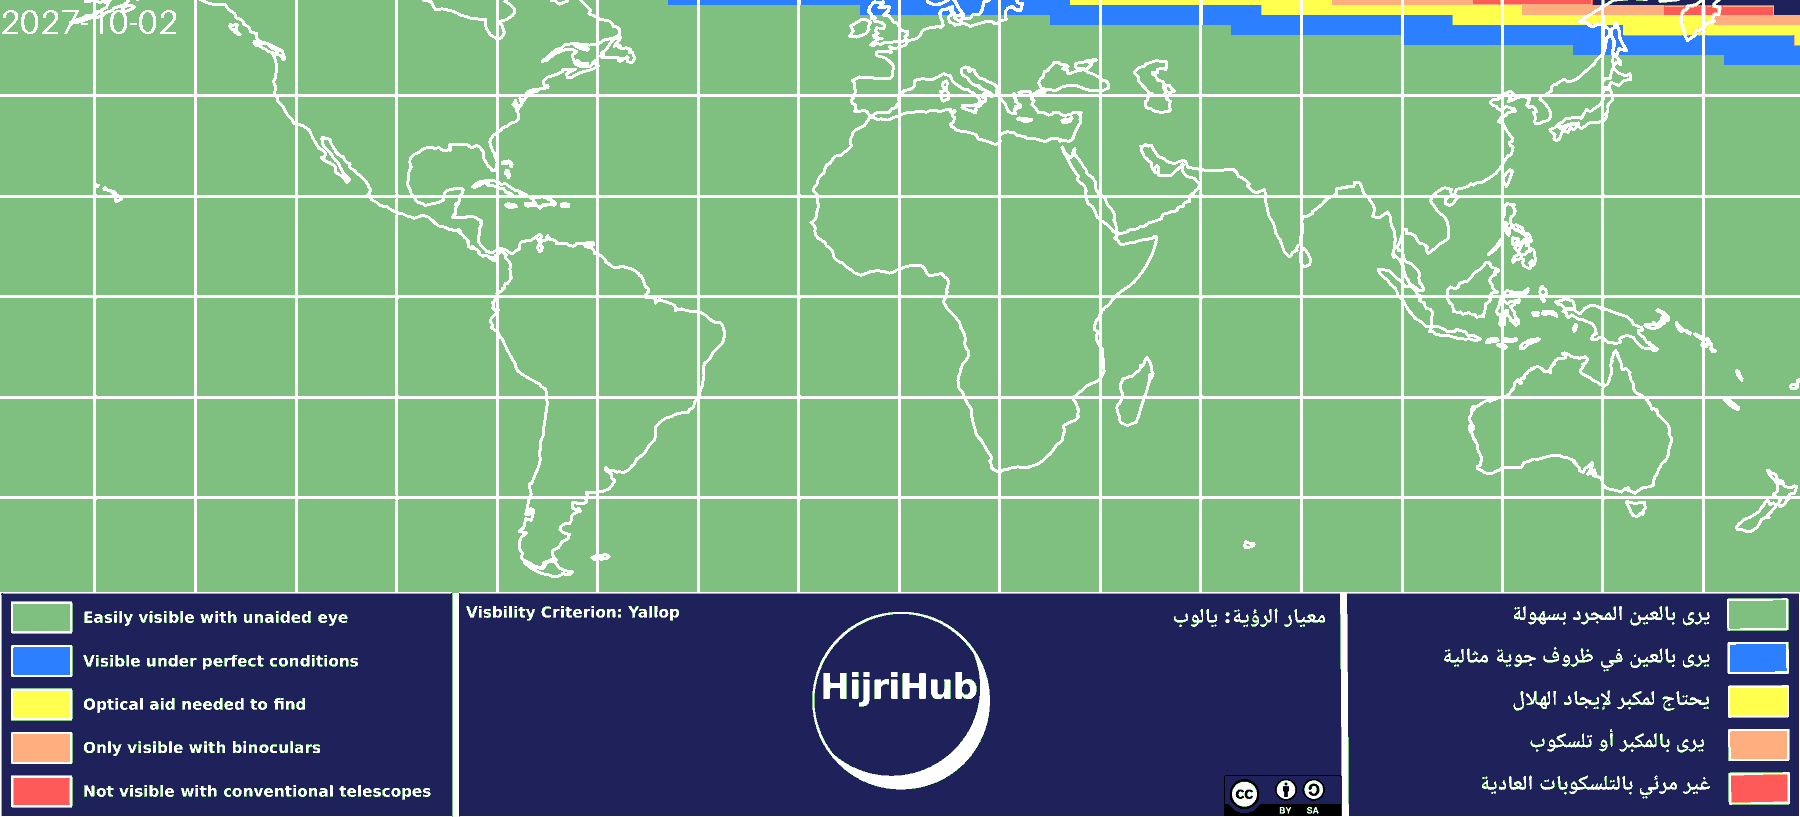 2027-10-02
Easily visible with unaided eye
Visible under perfect conditions
Optical aid needed to find
Only visible with binoculars
Not visible with conventional telescopes
Visbility Criterion: Yallop
HijriHub
معيار الرؤية: يالوب
cc
BY SA
يرى بالعين المجرد بسهولة
يرى بالعين في ظروف جوية مثالية
يحتاج لمكبر لإيجاد الهلال
يرى بالمكبر أو تلسكوب
غير مرئي بالتلسكوبات العادية